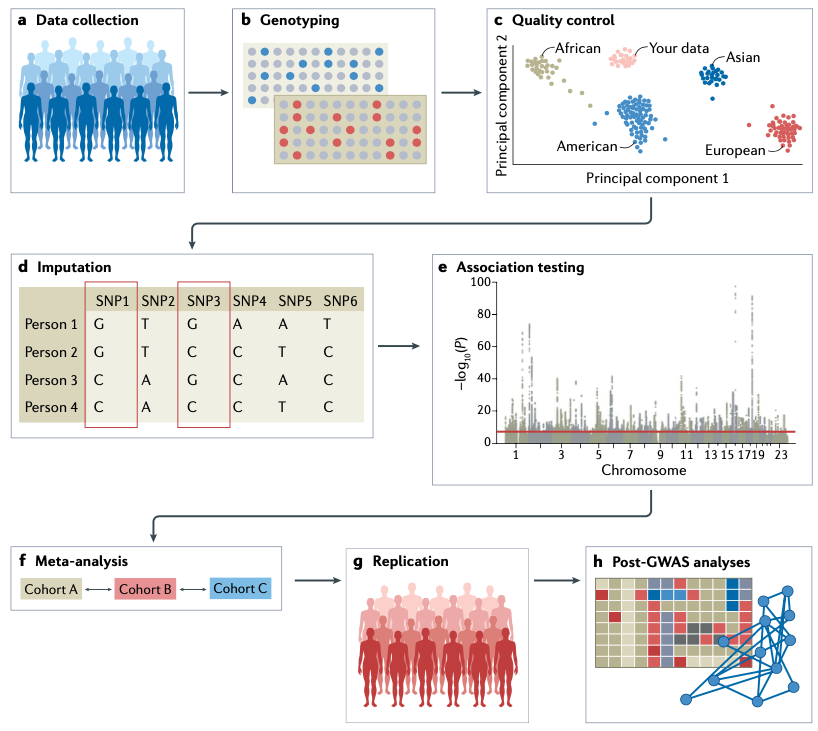 a Data collection
b Genotyping
c Quality control
Principal component 2
African
Your data
Asian
American
European
Principal component 1
d Imputation
SNP1 SNP2 SNP3 SNP4 SNP5 SNP6
Person 1 G T G A A T
Person 2 G T C C T C
Person 3 C A G C A C
Person 4 C A C C T C
e Association testing
−log10(P)
100
80
60
40
20
0
1 3 5 7 9 11 13 15 17 19 23
Chromosome
f Meta-analysis
Cohort A Cohort B Cohort C
g Replication
h Post-GWAS analyses